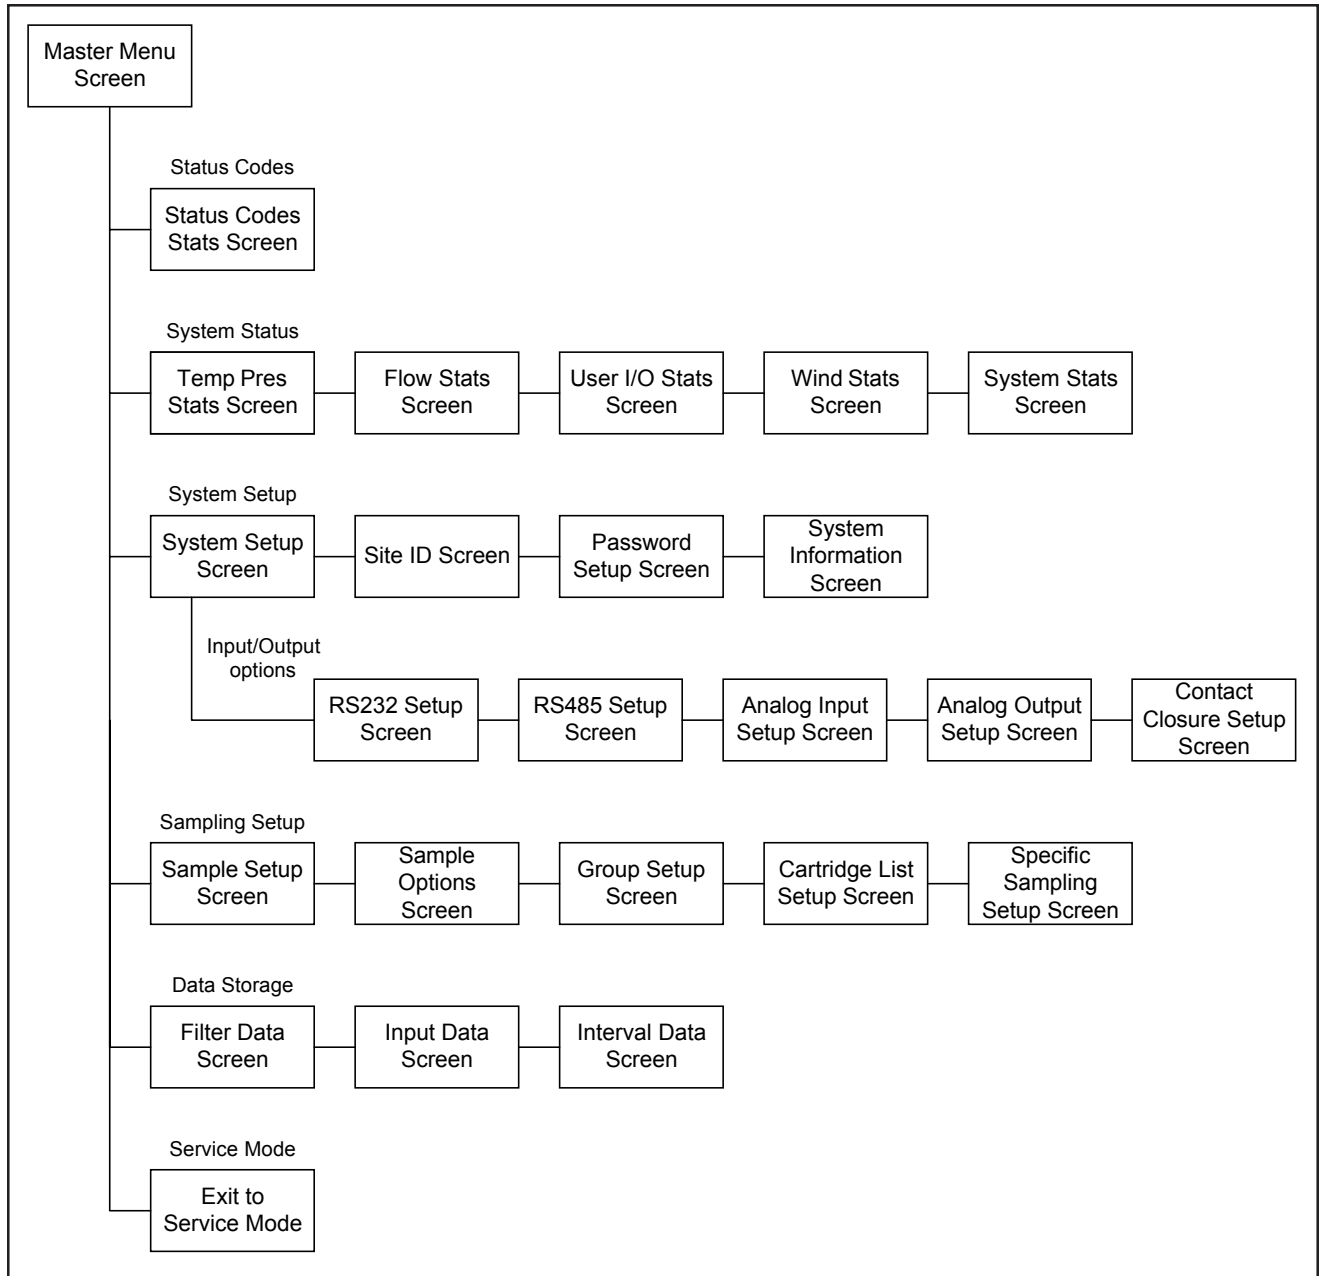 Master Menu
Screen
Status Codes
Status Codes
Stats Screen
System Status
Temp Pres
Stats Screen
Flow Stats
Screen
User I/O Stats
Screen
Wind Stats
Screen
System Stats
Screen
System Setup
System Setup
Screen
Site ID Screen
Password
Setup Screen
System
Information
Screen
Input/Output
options
RS232 Setup
Screen
RS485 Setup
Screen
Analog Input
Setup Screen
Analog Output
Setup Screen
Contact
Closure Setup
Screen
Sampling Setup
Sample Setup
Screen
Sample
Options
Screen
Group Setup
Screen
Cartridge List
Setup Screen
Specific
Sampling
Setup Screen
Data Storage
Filter Data
Screen
Input Data
Screen
Interval Data
Screen
Service Mode
Exit to
Service Mode